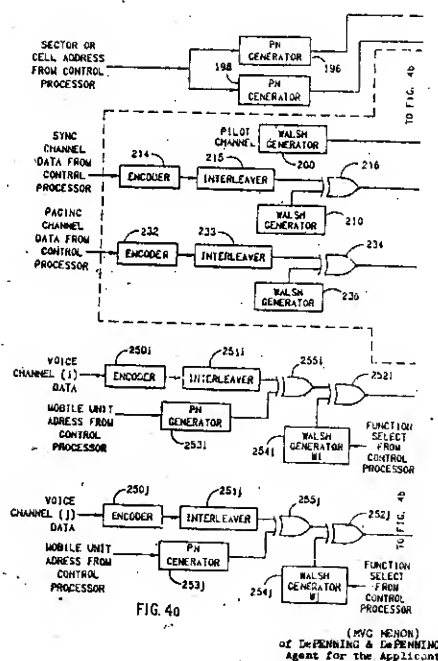 PN
GENERATOR
196
SECTOR OR
CELL ADDRESS
FROM CONTROL
PROCESSOR
198
PN
GENERATOR
TO FIG. 4b
PILOT
CHANNEL
WALSH
GENERATOR
200
SYNC
CHANNEL
DATA FROM
CONTROL
PROCESSOR
214
ENCODER
215
INTERLEAVER
216
WALSH
GENERATOR
210
PAGING
CHANNEL
DATA FROM
CONTROL
PROCESSOR
232
ENCODER
233
INTERLEAVER
234
WALSH
GENERATOR
236
VOICE
CHANNEL (i)
DATA
250i
ENCODER
251i
INTERLEAVER
255i
252i
MOBILE UNIT
ADRESS FROM
CONTROL
PROCESSOR
PN
GENERATOR
253i
254i
WALSH
GENERATOR
Wi
FUNCTION
SELECT
FROM
CONTROL
PROCESSOR
VOICE
CHANNEL (j)
DATA
250j
ENCODER
251j
INTERLEAVER
255j
252j
TO FIG. 4b
MOBILE UNIT
ADRESS FROM
CONTROL
PROCESSOR
PN
GENERATOR
253j
254j
WALSH
GENERATOR
Wj
FUNCTION
SELECT
FROM
CONTROL
PROCESSOR
FIG. 4a
(MVG MENON)
of DePENNING & DePENNING
Agent for the Applicant